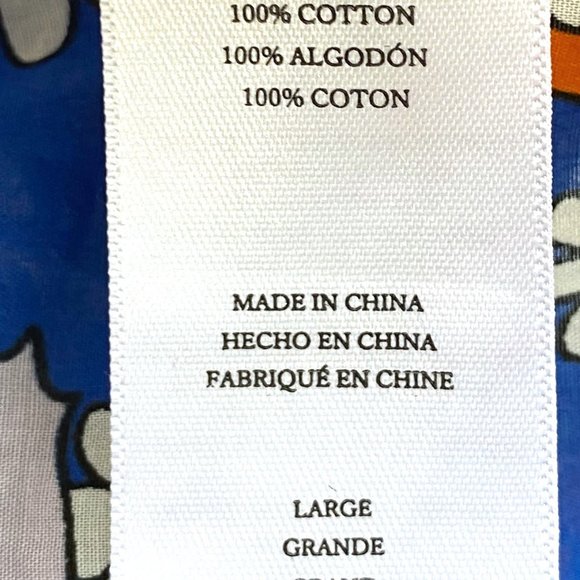 100% COTTON
100% ALGODÓN
100% COTON
MADE IN CHINA
HECHO EN CHINA
FABRIQUÉ EN CHINE
LARGE
GRANDE